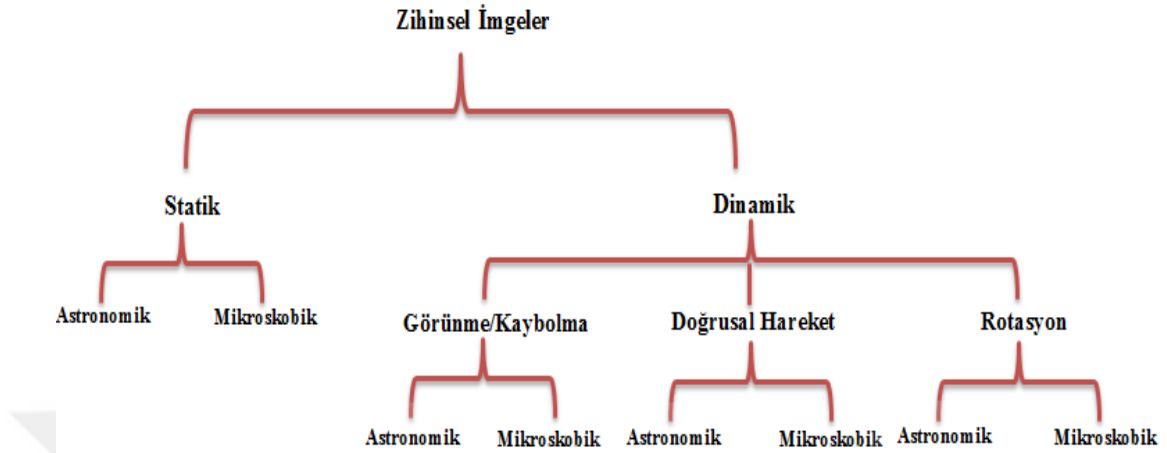 Zihinsel İmgeler
Statik
Dinamik
Astronomik
Mikroskobik
Görünme/Kaybolma
Doğrusal Hareket
Rotasyon
Astronomik
Mikroskobik
Astronomik
Mikroskobik
Astronomik
Mikroskobik